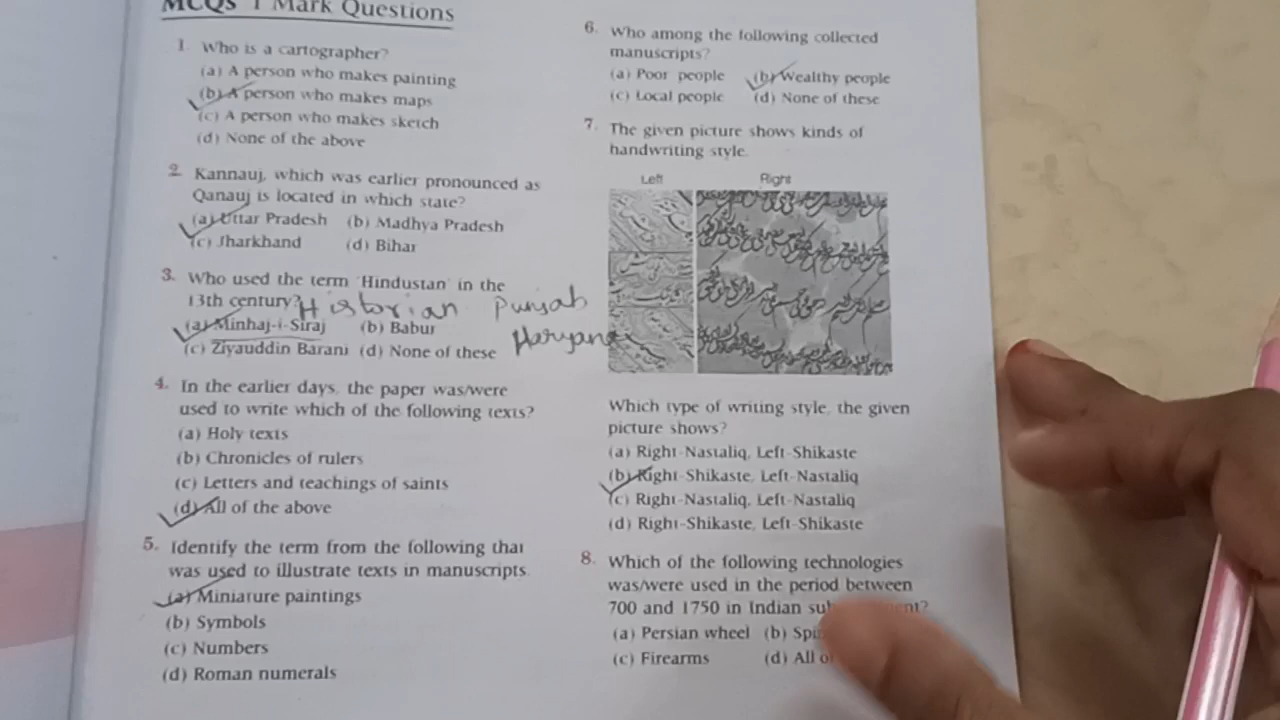 MCQs 1 Mark Questions
1. Who is a cartographer?
(a) A person who makes painting
(b) A person who makes maps
(c) A person who makes sketch
(d) None of the above
2. Kannauj, which was earlier pronounced as
Qanauj is located in which state?
(a) Uttar Pradesh (b) Madhya Pradesh
(c) Jharkhand (d) Bihar
3. Who used the term 'Hindustan' in the
13th century? Historian Punjab
(a) Minhaj-i-Siraj (b) Babur
Haryana
(c) Ziyauddin Barani (d) None of these
4. In the earlier days, the paper was/were
used to write which of the following texts?
(a) Holy texts
(b) Chronicles of rulers
(c) Letters and teachings of saints
(d) All of the above
5. Identify the term from the following that
was used to illustrate texts in manuscripts.
(a) Miniature paintings
(b) Symbols
(c) Numbers
(d) Roman numerals
6. Who among the following collected
manuscripts?
(a) Poor people (b) Wealthy people
(c) Local people (d) None of these
7. The given picture shows kinds of
handwriting style.
Left Right
Which type of writing style, the given
picture shows?
(a) Right-Nastaliq, Left-Shikaste
(b) Right-Shikaste, Left-Nastaliq
(c) Right-Nastaliq, Left-Nastaliq
(d) Right-Shikaste, Left-Shikaste
8. Which of the following technologies
was/were used in the period between
700 and 1750 in Indian
(a) Persian wheel (b)
(c) Firearms (d) All